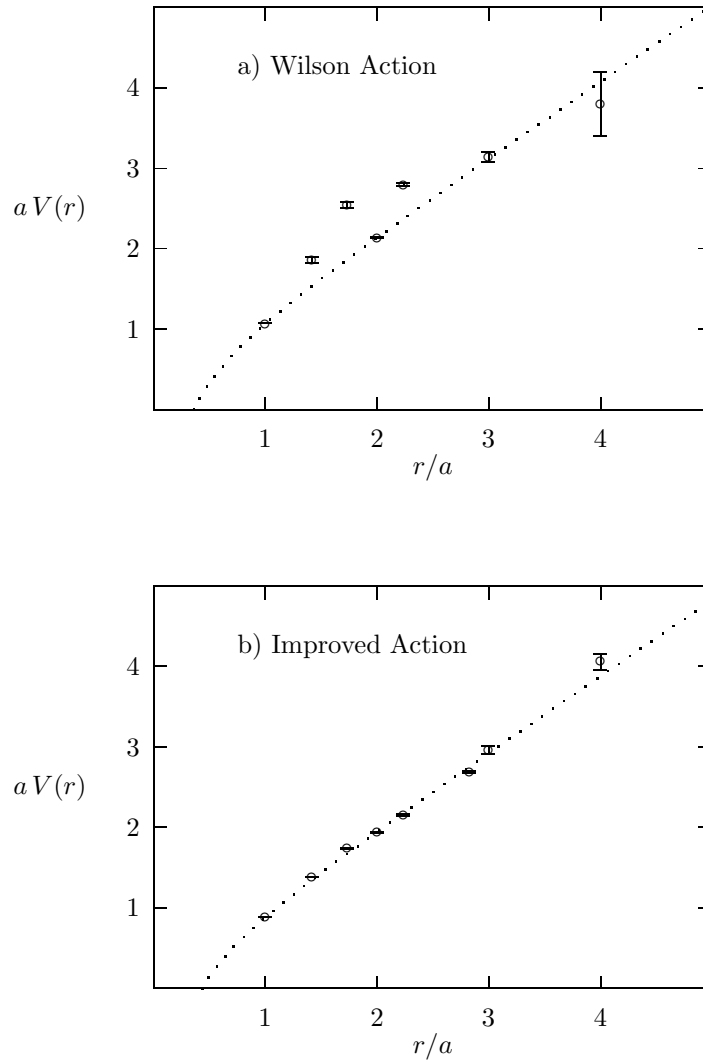 a) Wilson Action
4
3
a V(r)
2
1
1 2 3 4
r/a
b) Improved Action
4
3
a V(r)
2
1
1 2 3 4
r/a